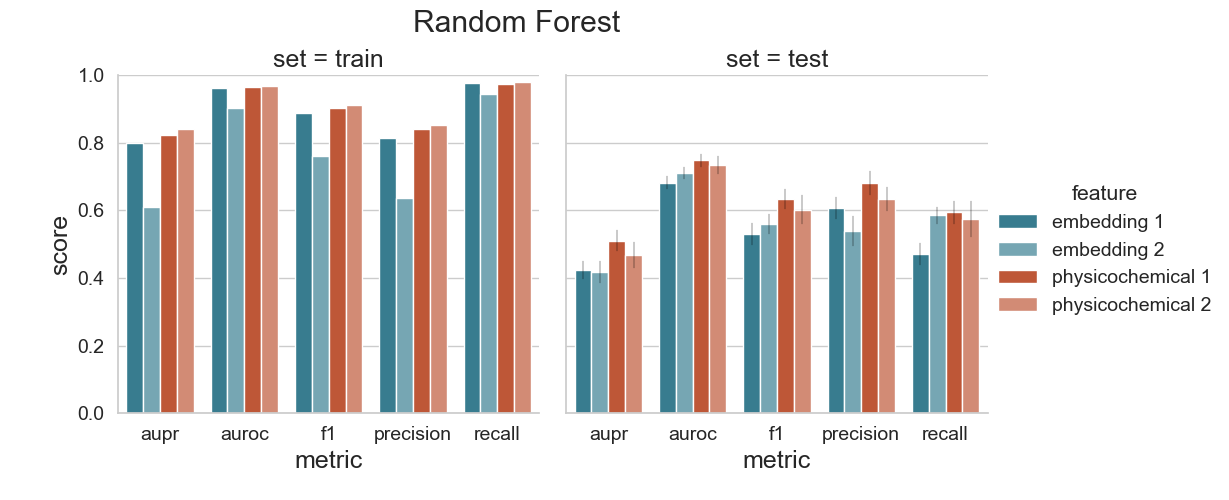 Random Forest
set = train
set = test
score
1.0
0.8
0.6
0.4
0.2
0.0
aupr auroc f1 precision recall
metric
aupr auroc f1 precision recall
metric
feature
embedding 1
embedding 2
physicochemical 1
physicochemical 2